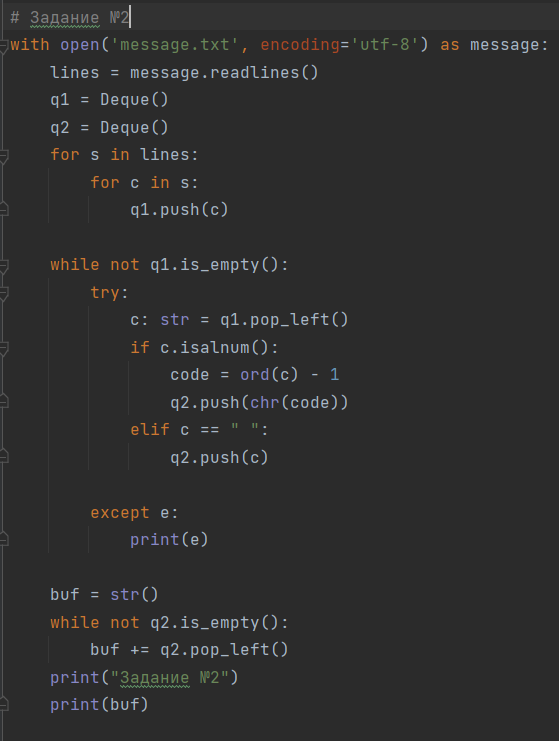 # Задание №2
with open('message.txt', encoding='utf-8') as message:
    lines = message.readlines()
    q1 = Deque()
    q2 = Deque()
    for s in lines:
        for c in s:
            q1.push(c)

    while not q1.is_empty():
        try:
            c: str = q1.pop_left()
            if c.isalnum():
                code = ord(c) - 1
                q2.push(chr(code))
            elif c == " ":
                q2.push(c)

        except e:
            print(e)

    buf = str()
    while not q2.is_empty():
        buf += q2.pop_left()
    print("Задание №2")
    print(buf)